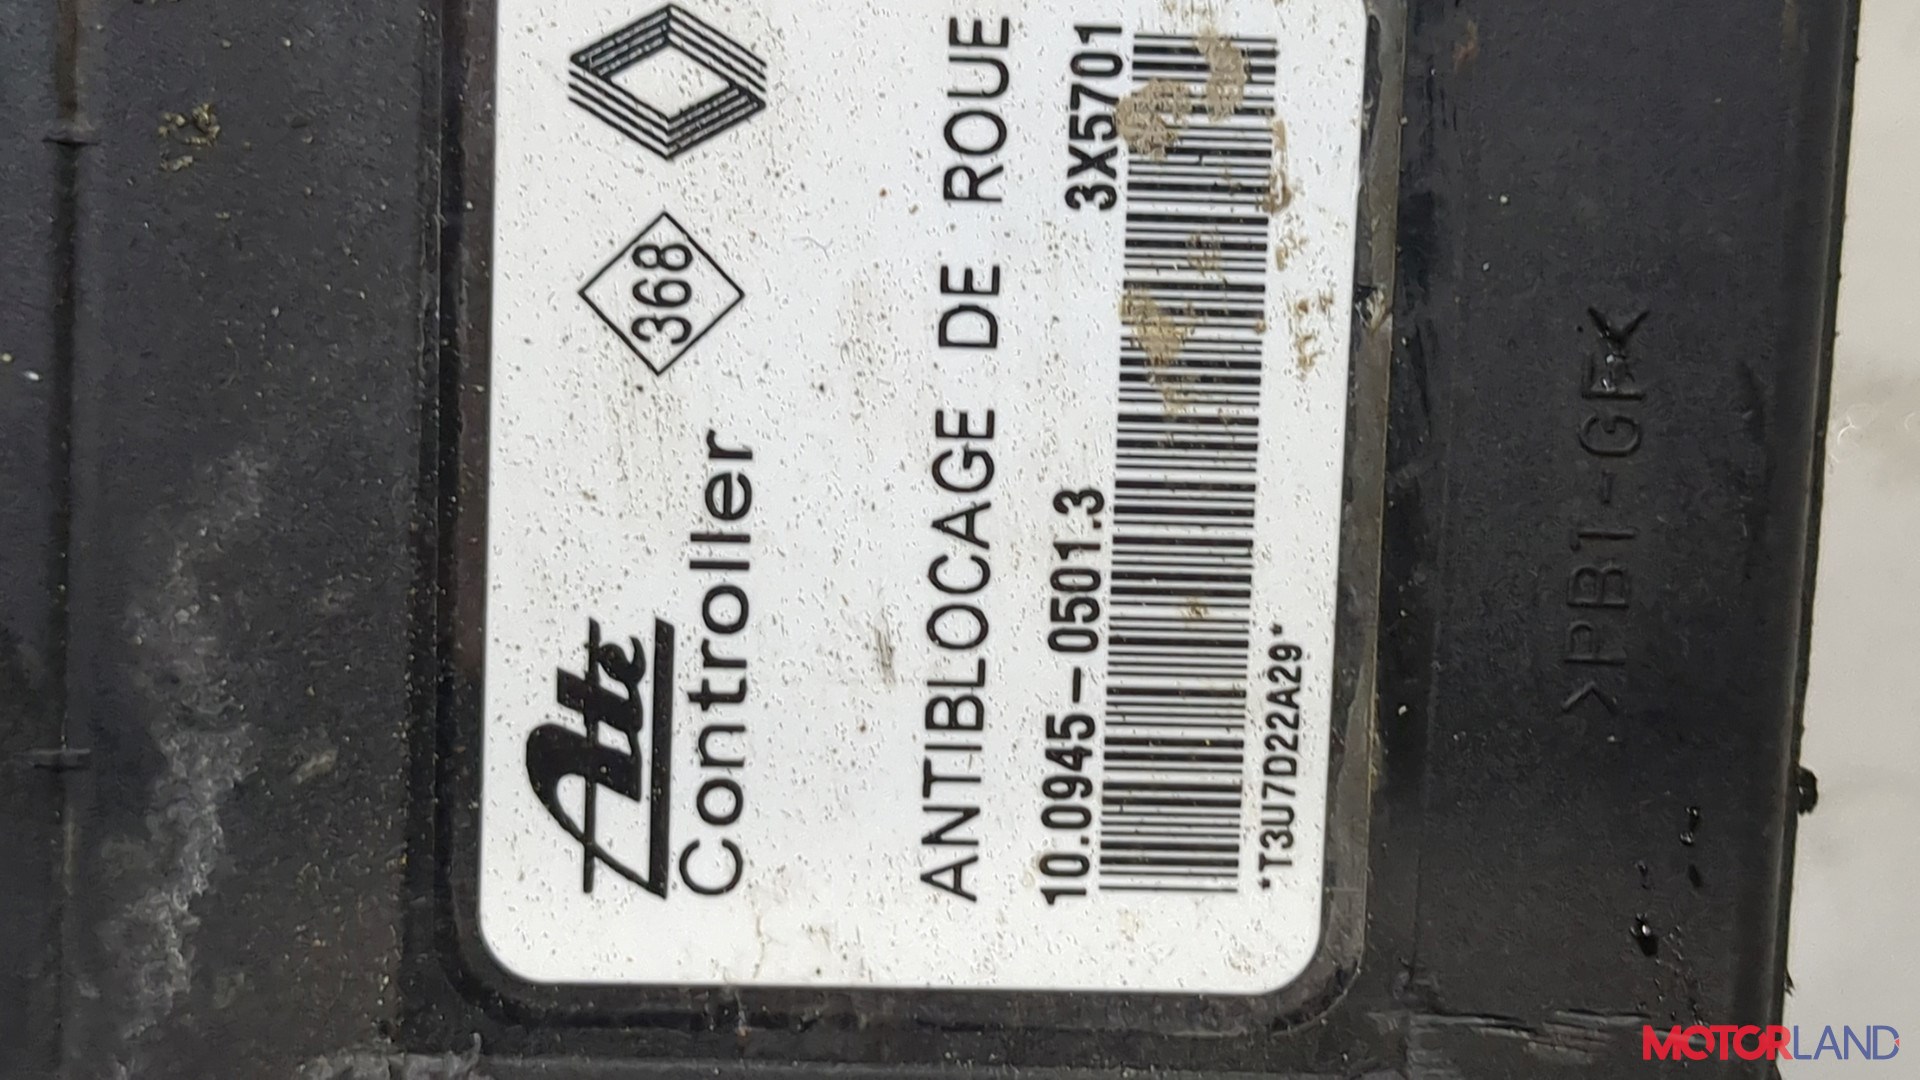 Ate
Controller 368
ANTIBLOCAGE DE ROUE
10.0945-0501.3 3X5701
*T3U7D22A29*
>PBT-GF<
MOTORLAND